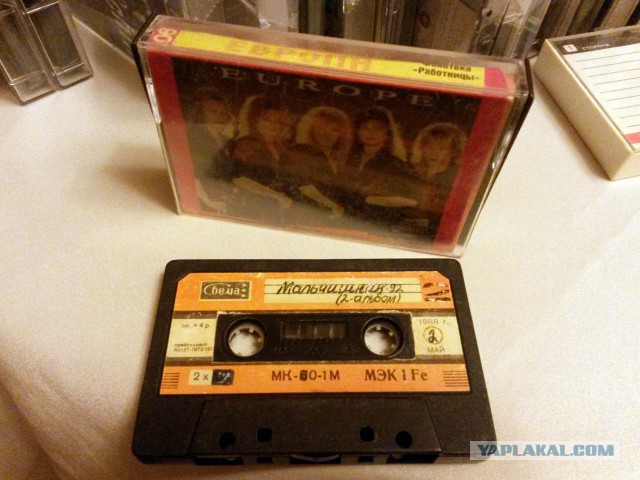 ЕВРОПА
Фонотека
«Работницы»
EUROPE
Свема
Мальчишник-92
(2-альбом)
1988 г.
2
МАЙ
2 x
МК-60-1М МЭК I Fe
YAPLAKAL.COM